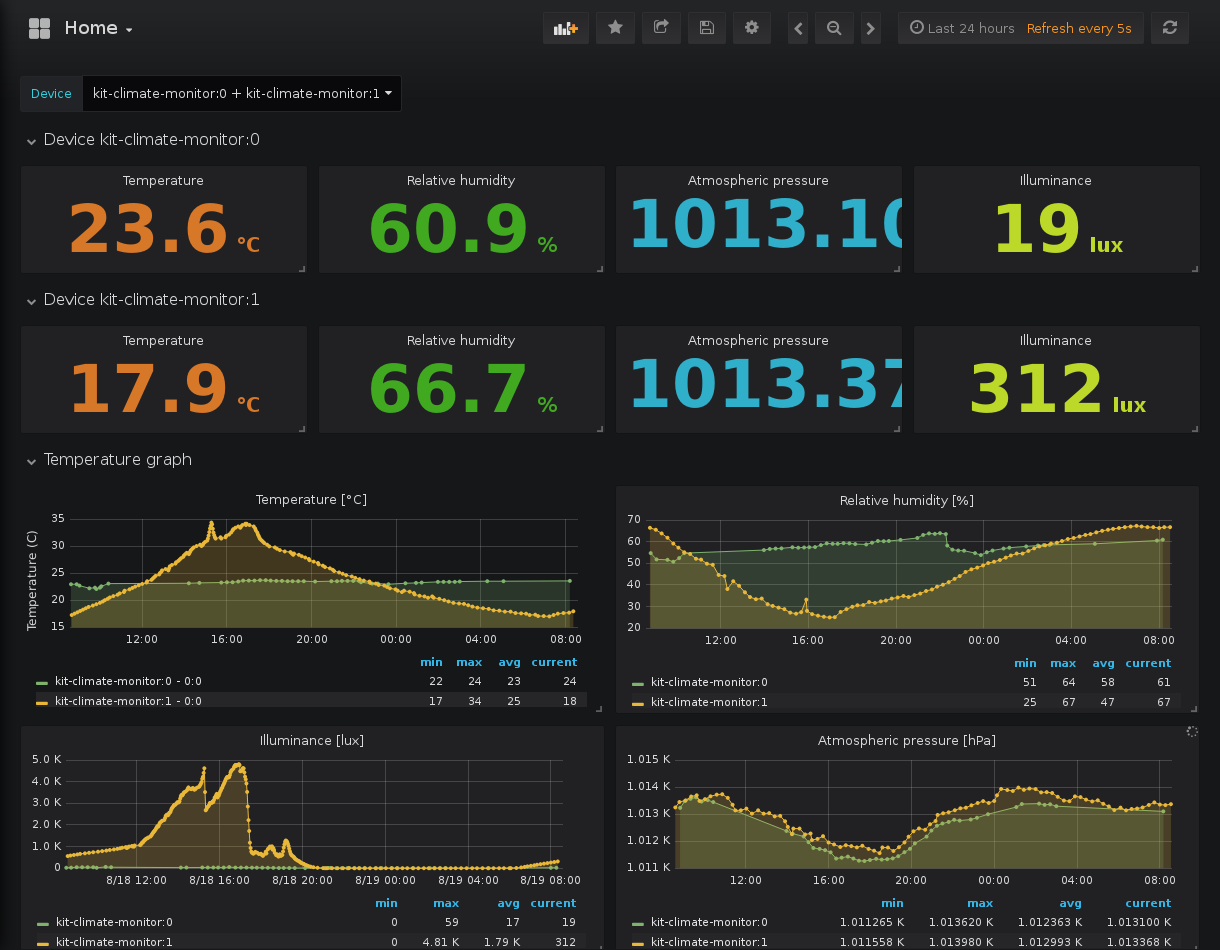 Home
Last 24 hours Refresh every 5s
Device kit-climate-monitor:0 + kit-climate-monitor:1
Device kit-climate-monitor:0
Temperature Relative humidity Atmospheric pressure Illuminance
23.6 °C 60.9 % 1013.10 19 lux
Device kit-climate-monitor:1
Temperature Relative humidity Atmospheric pressure Illuminance
17.9 °C 66.7 % 1013.37 312 lux
Temperature graph
Temperature [°C]
Temperature (C)
35
30
25
20
15
12:00 16:00 20:00 00:00 04:00 08:00
min max avg current
kit-climate-monitor:0 - 0:0 22 24 23 24
kit-climate-monitor:1 - 0:0 17 34 25 18
Relative humidity [%]
70
60
50
40
30
20
12:00 16:00 20:00 00:00 04:00 08:00
min max avg current
kit-climate-monitor:0 51 64 58 61
kit-climate-monitor:1 25 67 47 67
Illuminance [lux]
5.0 K
4.0 K
3.0 K
2.0 K
1.0 K
0
8/18 12:00 8/18 16:00 8/18 20:00 8/19 00:00 8/19 04:00 8/19 08:00
min max avg current
kit-climate-monitor:0 0 59 17 19
kit-climate-monitor:1 0 4.81 K 1.79 K 312
Atmospheric pressure [hPa]
1.015 K
1.014 K
1.013 K
1.012 K
1.011 K
12:00 16:00 20:00 00:00 04:00 08:00
min max avg current
kit-climate-monitor:0 1.011265 K 1.013620 K 1.012363 K 1.013100 K
kit-climate-monitor:1 1.011558 K 1.013980 K 1.012993 K 1.013368 K